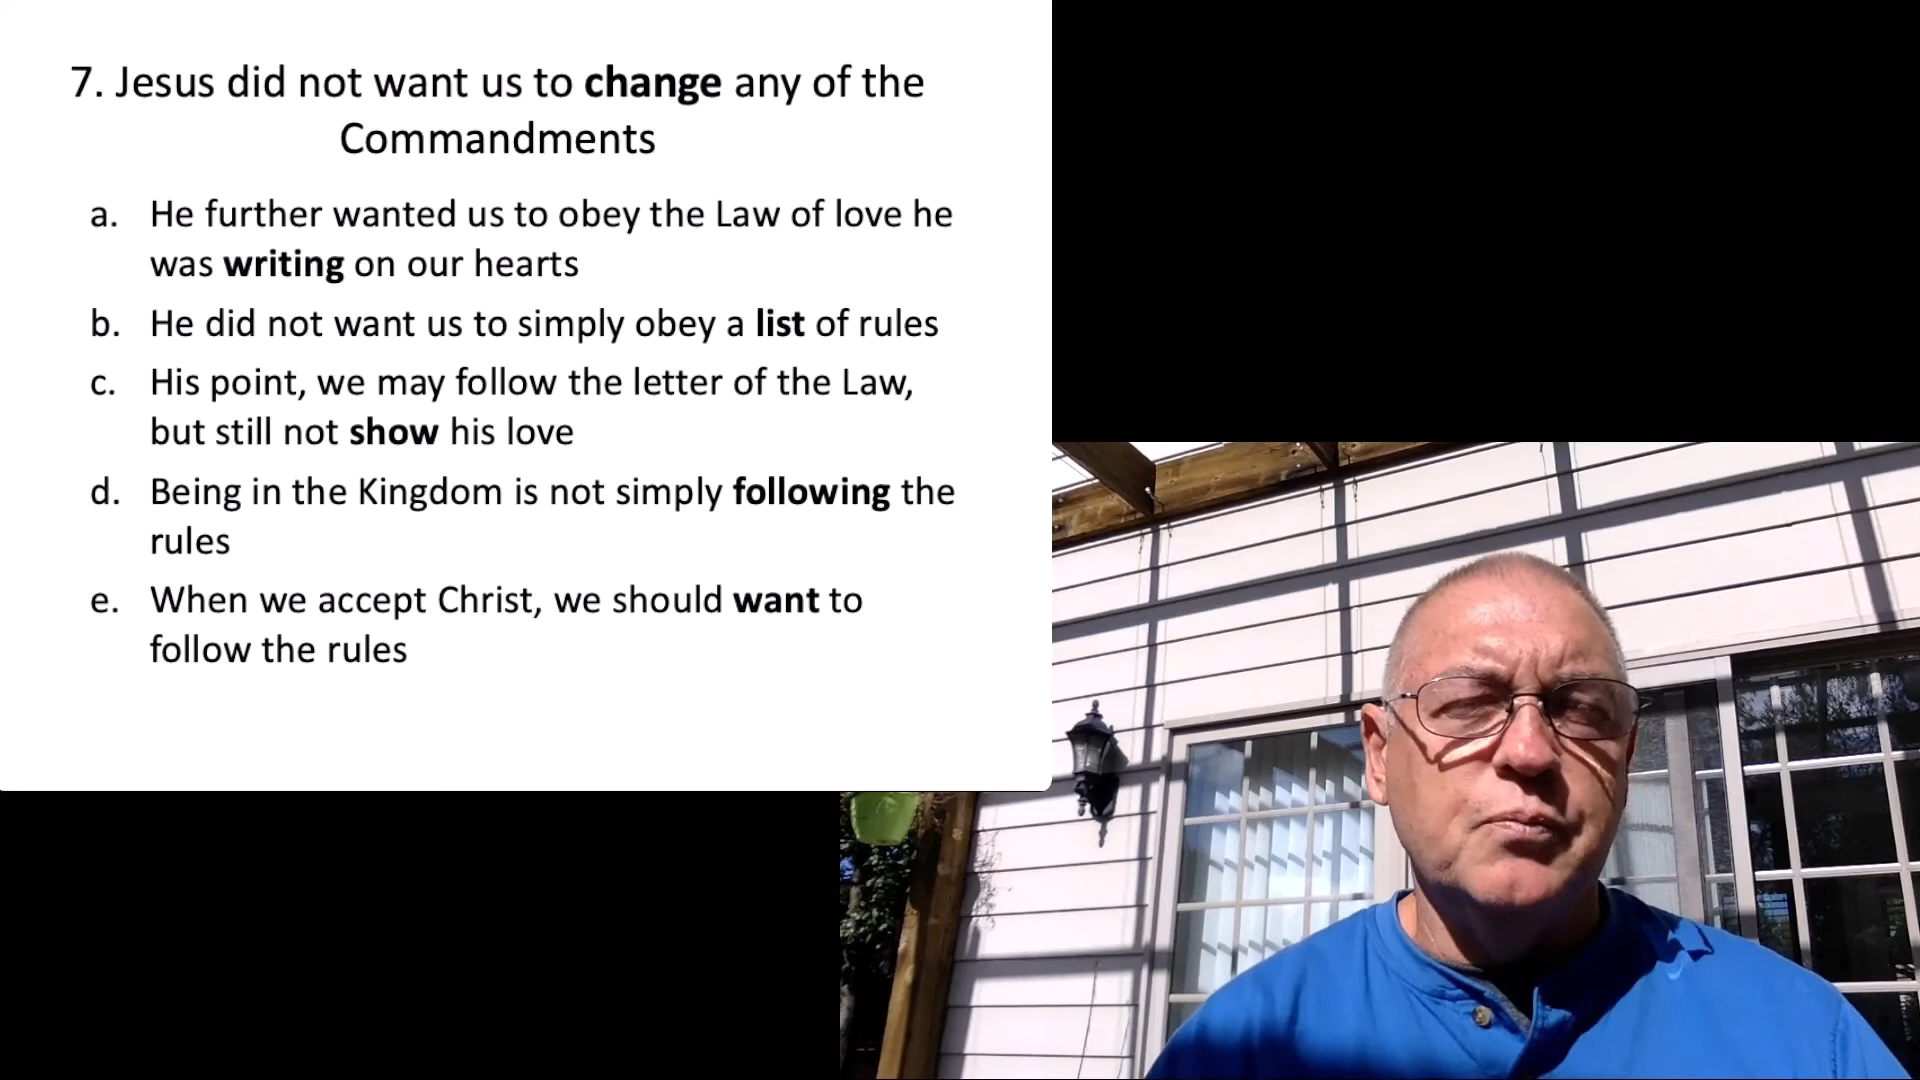 7. Jesus did not want us to change any of the
Commandments
a. He further wanted us to obey the Law of love he
was writing on our hearts
b. He did not want us to simply obey a list of rules
c. His point, we may follow the letter of the Law,
but still not show his love
d. Being in the Kingdom is not simply following the
rules
e. When we accept Christ, we should want to
follow the rules